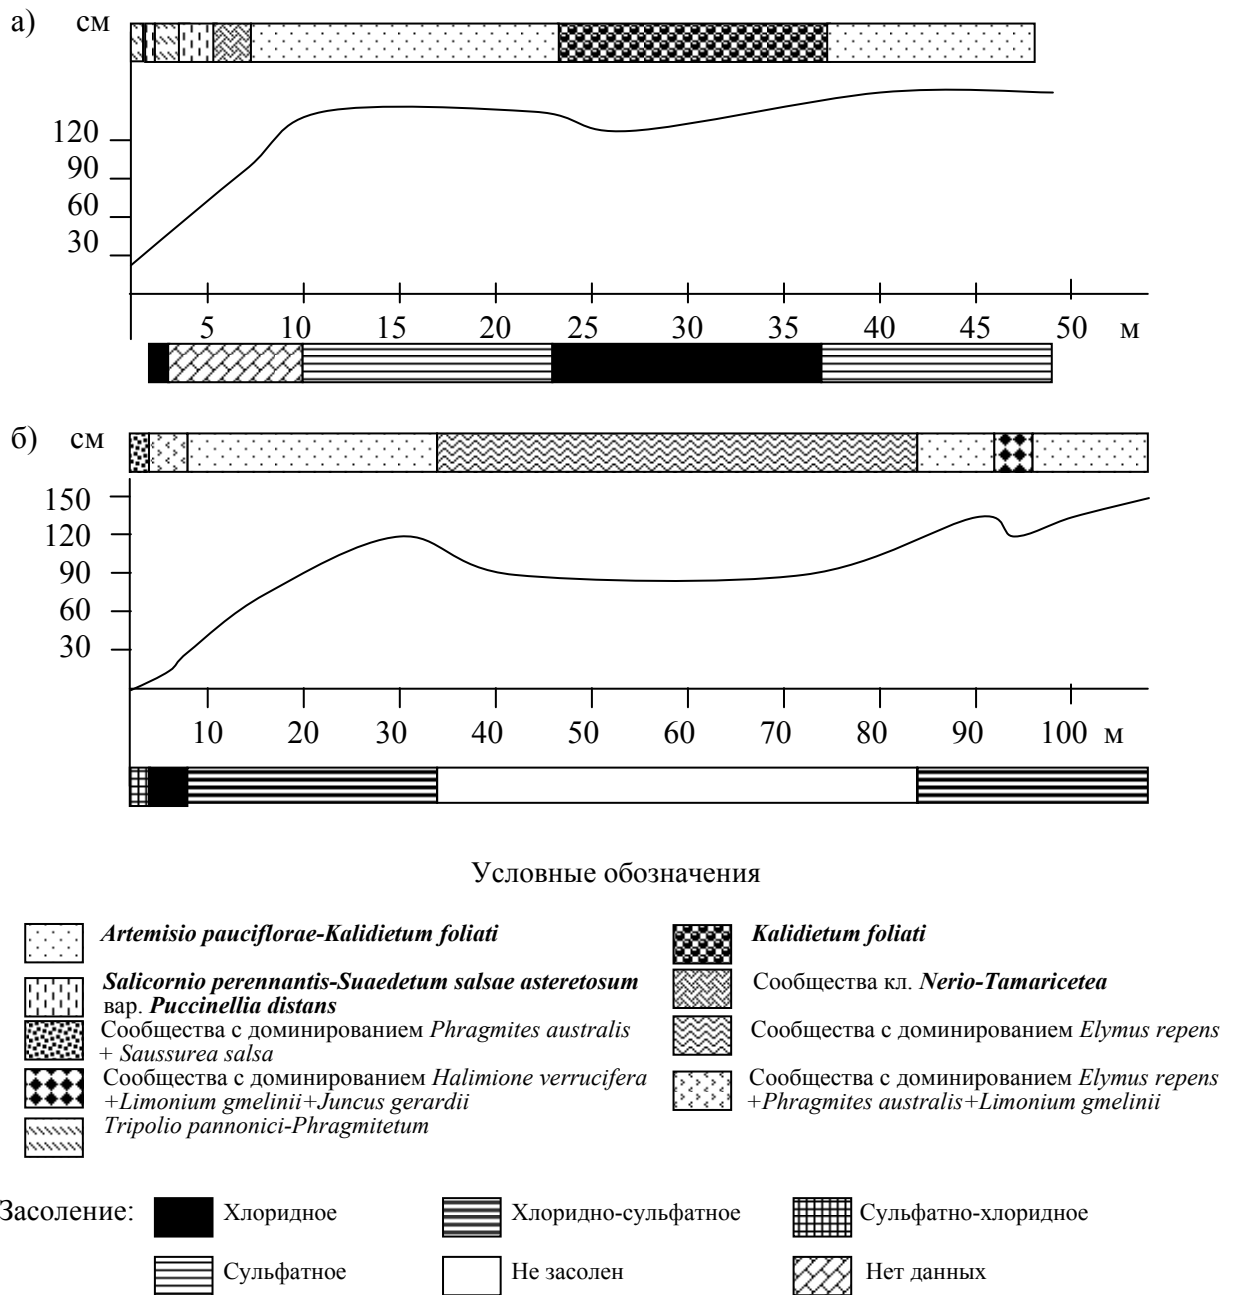 а) см
120
90
60
30
5 10 15 20 25 30 35 40 45 50 м
б) см
150
120
90
60
30
10 20 30 40 50 60 70 80 90 100 м
Условные обозначения
Artemisio pauciflorae-Kalidietum foliati
Salicornio perennantis-Suaedetum salsae asteretosum
вар. Puccinellia distans
Сообщества с доминированием Phragmites australis
+ Saussurea salsa
Сообщества с доминированием Halimione verrucifera
+Limonium gmelinii+Juncus gerardii
Tripolio pannonici-Phragmitetum
Kalidietum foliati
Сообщества кл. Nerio-Tamaricetea
Сообщества с доминированием Elymus repens
Сообщества с доминированием Elymus repens
+Phragmites australis+Limonium gmelinii
Засоление: Хлоридное Хлоридно-сульфатное Сульфатно-хлоридное
Сульфатное Не засолен Нет данных